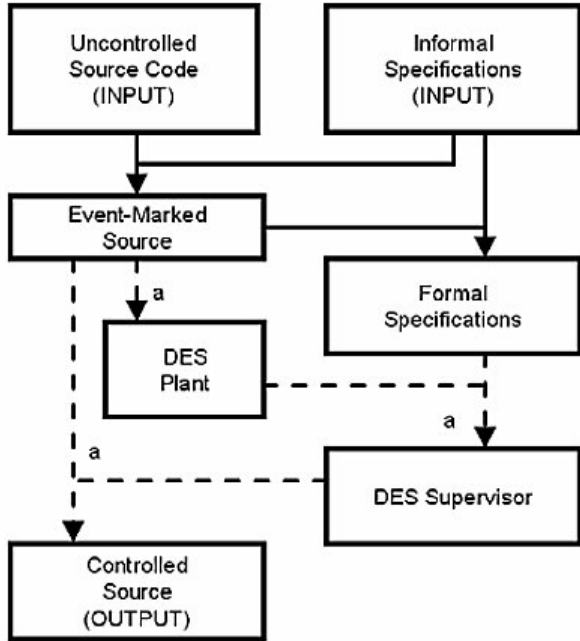 Uncontrolled
Source Code
(INPUT)
Informal
Specifications
(INPUT)
Event-Marked
Source
a
Formal
Specifications
DES
Plant
a
a
DES Supervisor
Controlled
Source
(OUTPUT)